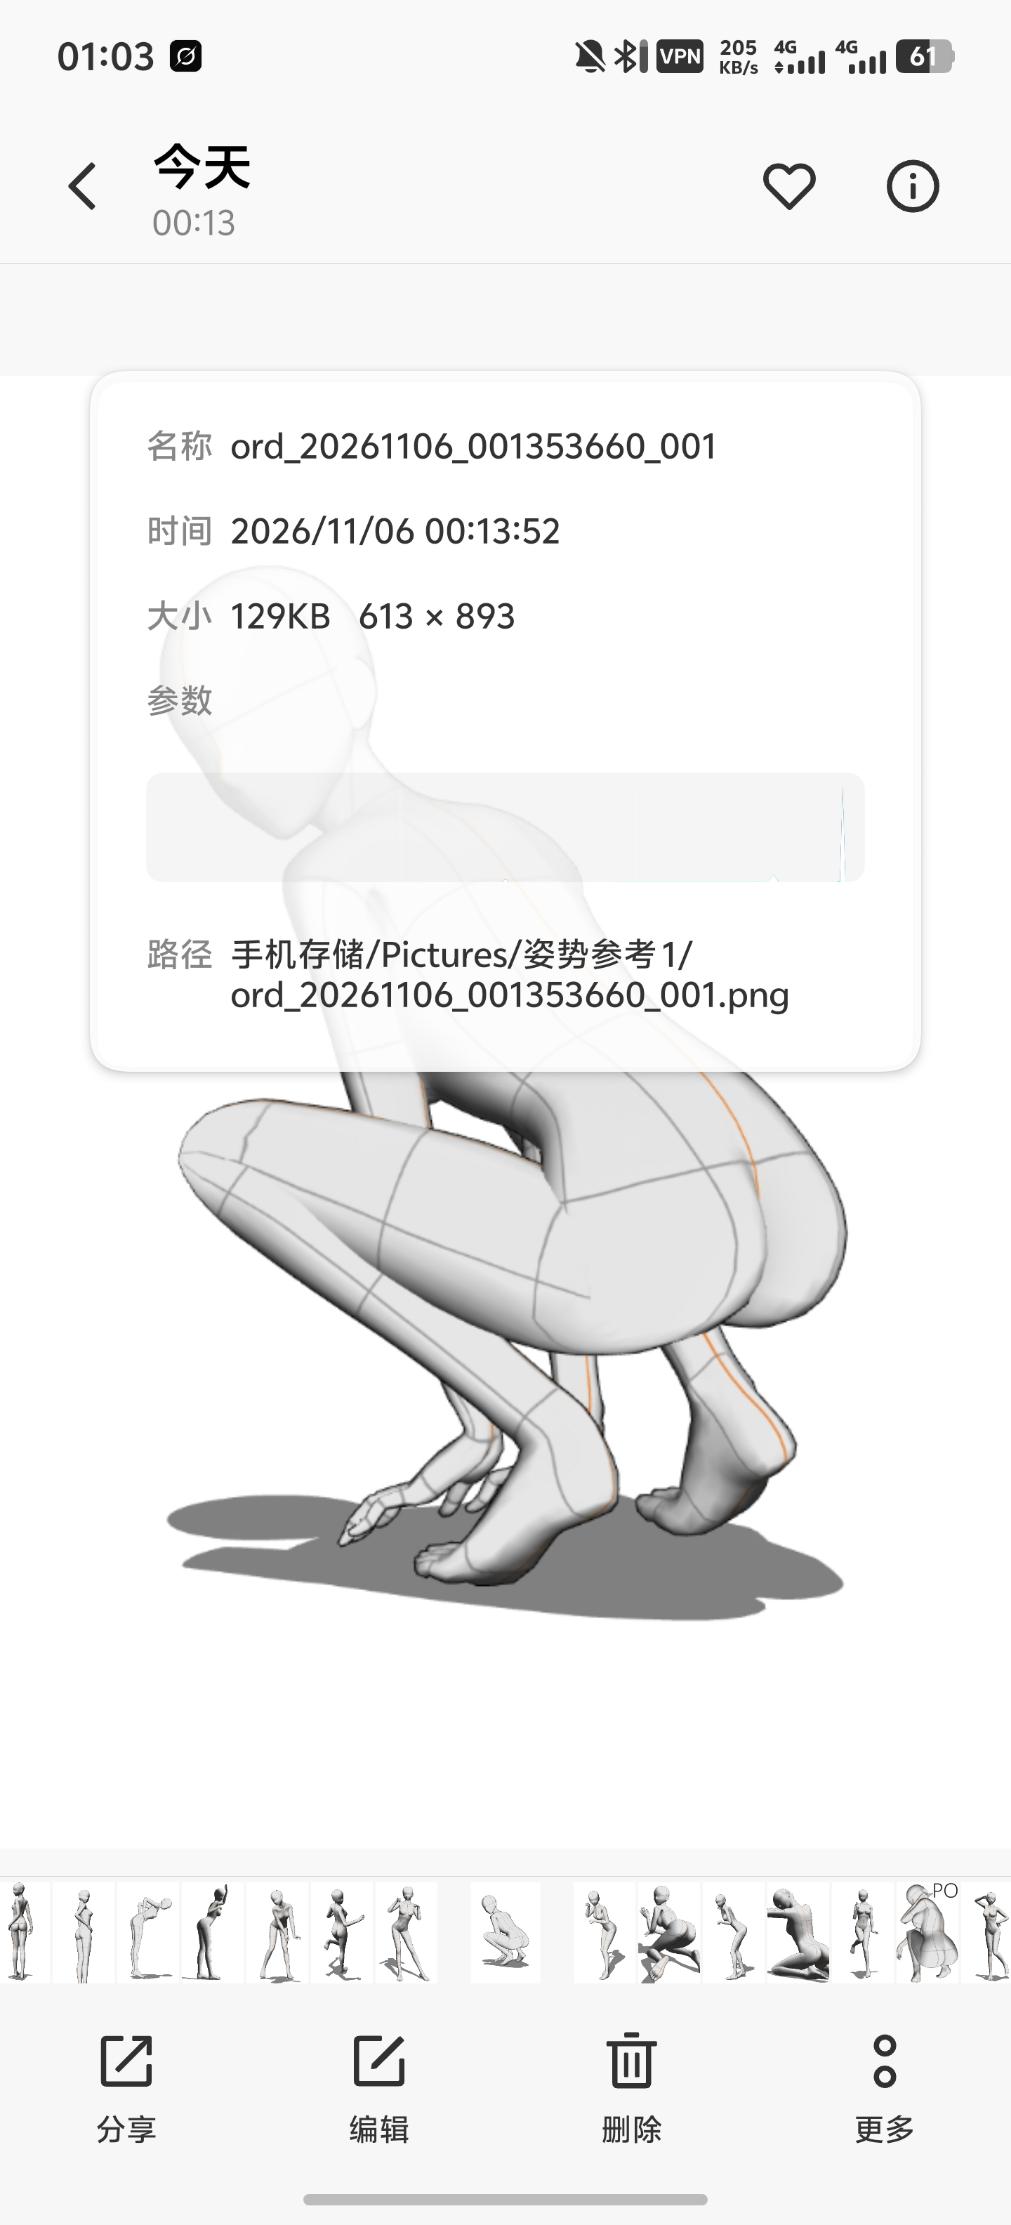 01:03
VPN
205
KB/s
4G
4G
61
今天
00:13
名称 ord_20261106_001353660_001
时间 2026/11/06 00:13:52
大小 129KB 613 × 893
参数
路径 手机存储/Pictures/姿势参考1/
ord_20261106_001353660_001.png
PO
分享
编辑
删除
更多